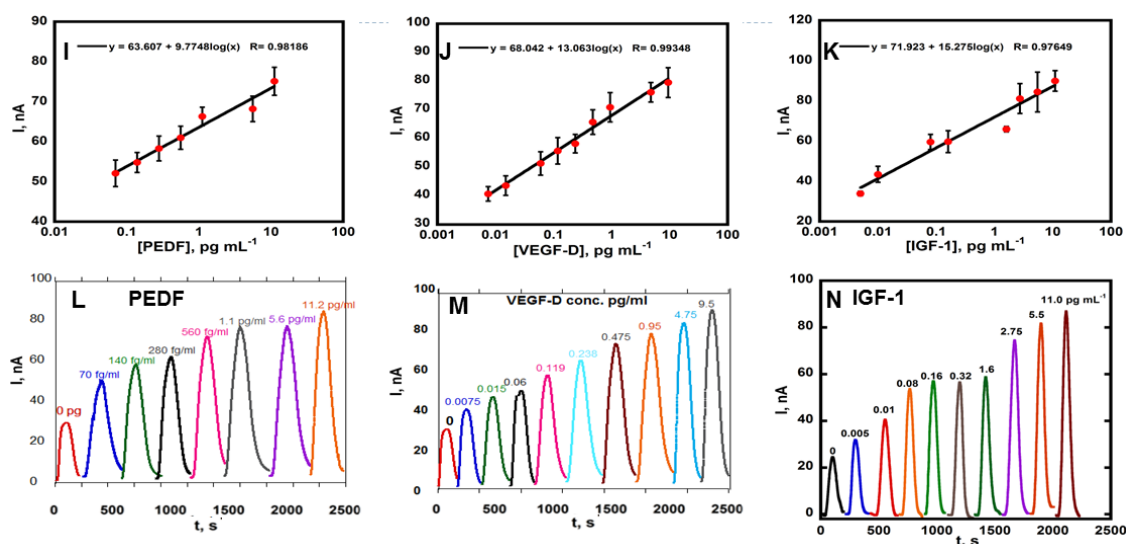 I
y = 63.607 + 9.7748log(x) R= 0.98186
I, nA
90
80
70
60
50
40
0.01 0.1 1 10 100
[PEDF], pg mL⁻¹
J
y = 68.042 + 13.063log(x) R= 0.99348
I, nA
100
90
80
70
60
50
40
30
0.001 0.01 0.1 1 10 100
[VEGF-D], pg mL⁻¹
K
y = 71.923 + 15.275log(x) R= 0.97649
I, nA
120
100
80
60
40
20
0.001 0.01 0.1 1 10 100
[IGF-1], pg mL⁻¹
L PEDF
I, nA
100
80
60
40
20
0
0 pg
70 fg/ml
140 fg/ml
280 fg/ml
560 fg/ml
1.1 pg/ml
5.6 pg/ml
11.2 pg/ml
0 500 1000 1500 2000 2500
t, s
M VEGF-D conc. pg/ml
I, nA
100
80
60
40
20
0
0
0.0075
0.015
0.06
0.119
0.238
0.475
0.95
4.75
9.5
0 500 1000 1500 2000 2500
t, s
N IGF-1
I, nA
100
80
60
40
20
0
0
0.005
0.01
0.08
0.16
0.32
1.6
2.75
5.5
11.0 pg mL⁻¹
0 500 1000 1500 2000 2500
t, s